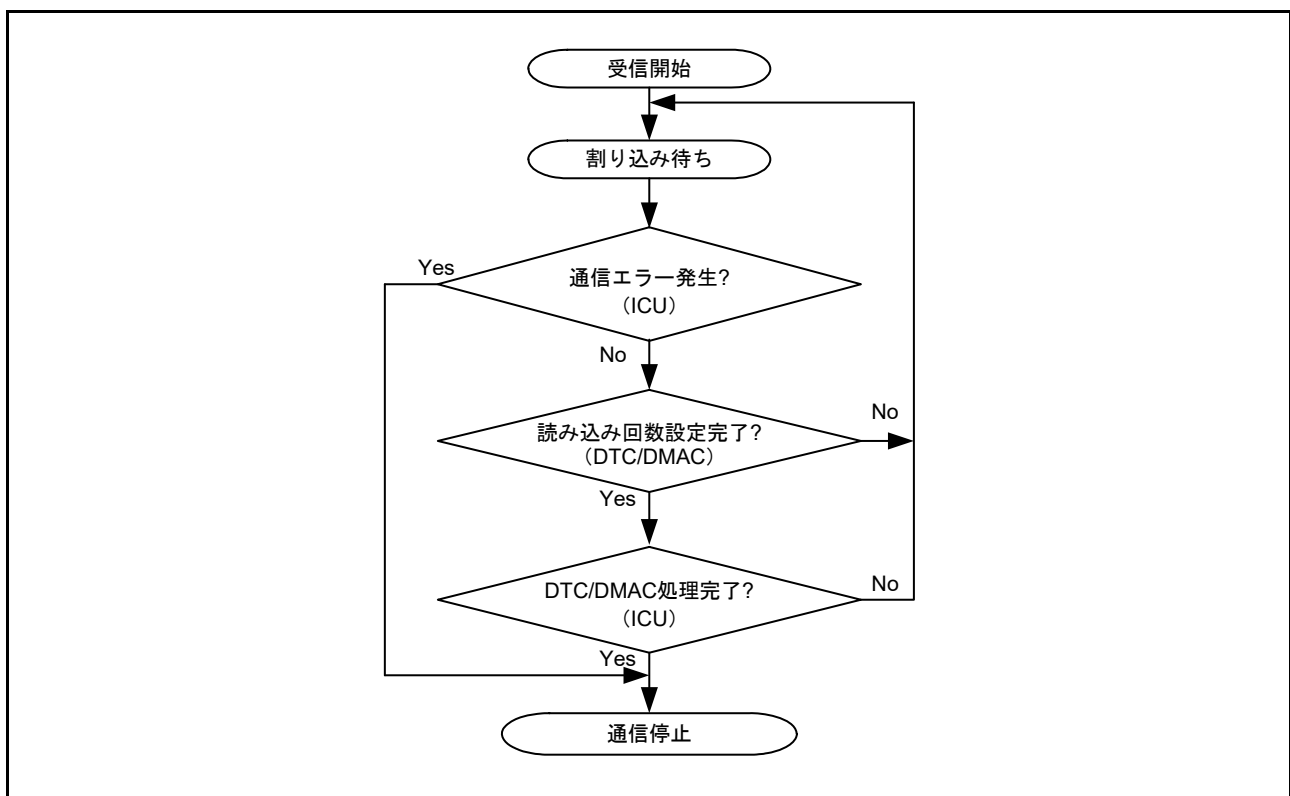 受信開始
割り込み待ち
Yes
通信エラー発生?
（ICU）
No
読み込み回数設定完了?
（DTC/DMAC）
No
Yes
DTC/DMAC処理完了?
（ICU）
No
Yes
通信停止